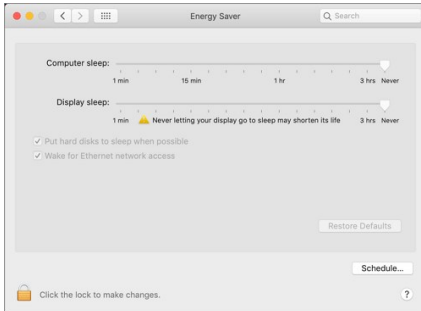 Energy Saver
Search
Computer sleep:
1 min 15 min 1 hr 3 hrs Never
Display sleep:
1 min Never letting your display go to sleep may shorten its life 3 hrs Never
Put hard disks to sleep when possible
Wake for Ethernet network access
Restore Defaults
Schedule...
Click the lock to make changes.
?